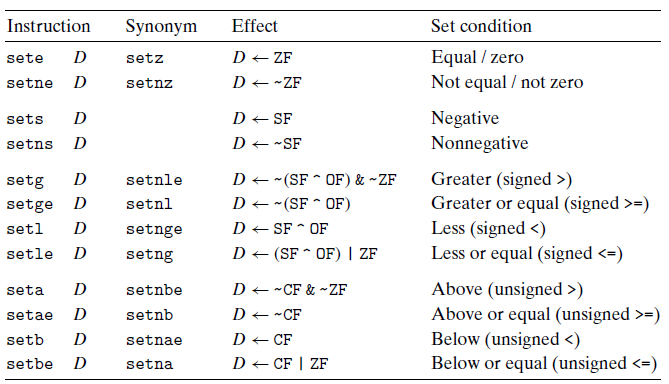 Instruction Synonym Effect Set condition
sete D setz D ← ZF Equal / zero
setne D setnz D ← ~ZF Not equal / not zero
sets D D ← SF Negative
setns D D ← ~SF Nonnegative
setg D setnle D ← ~(SF ^ OF) & ~ZF Greater (signed >)
setge D setnl D ← ~(SF ^ OF) Greater or equal (signed >=)
setl D setnge D ← SF ^ OF Less (signed <)
setle D setng D ← (SF ^ OF) | ZF Less or equal (signed <=)
seta D setnbe D ← ~CF & ~ZF Above (unsigned >)
setae D setnb D ← ~CF Above or equal (unsigned >=)
setb D setnae D ← CF Below (unsigned <)
setbe D setna D ← CF | ZF Below or equal (unsigned <=)